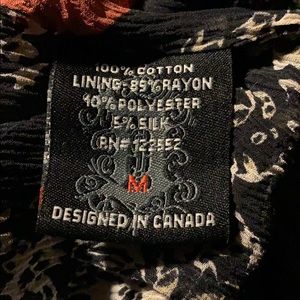 100% COTTON
LINING: 85% RAYON
10% POLYESTER
5% SILK
RN# 122552
M
DESIGNED IN CANADA